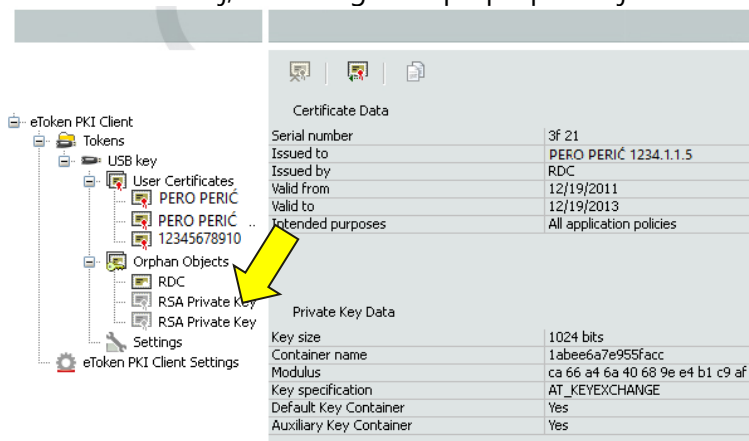 eToken PKI Client
Tokens
USB key
User Certificates
PERO PERIĆ
PERO PERIĆ ..
12345678910
Orphan Objects
RDC
RSA Private Key
RSA Private Key
Settings
eToken PKI Client Settings
Certificate Data
Serial number 3f 21
Issued to PERO PERIĆ 1234.1.1.5
Issued by RDC
Valid from 12/19/2011
Valid to 12/19/2013
Intended purposes All application policies
Private Key Data
Key size 1024 bits
Container name 1abee6a7e955facc
Modulus ca 66 a4 6a 40 68 9e e4 b1 c9 af
Key specification AT_KEYEXCHANGE
Default Key Container Yes
Auxiliary Key Container Yes